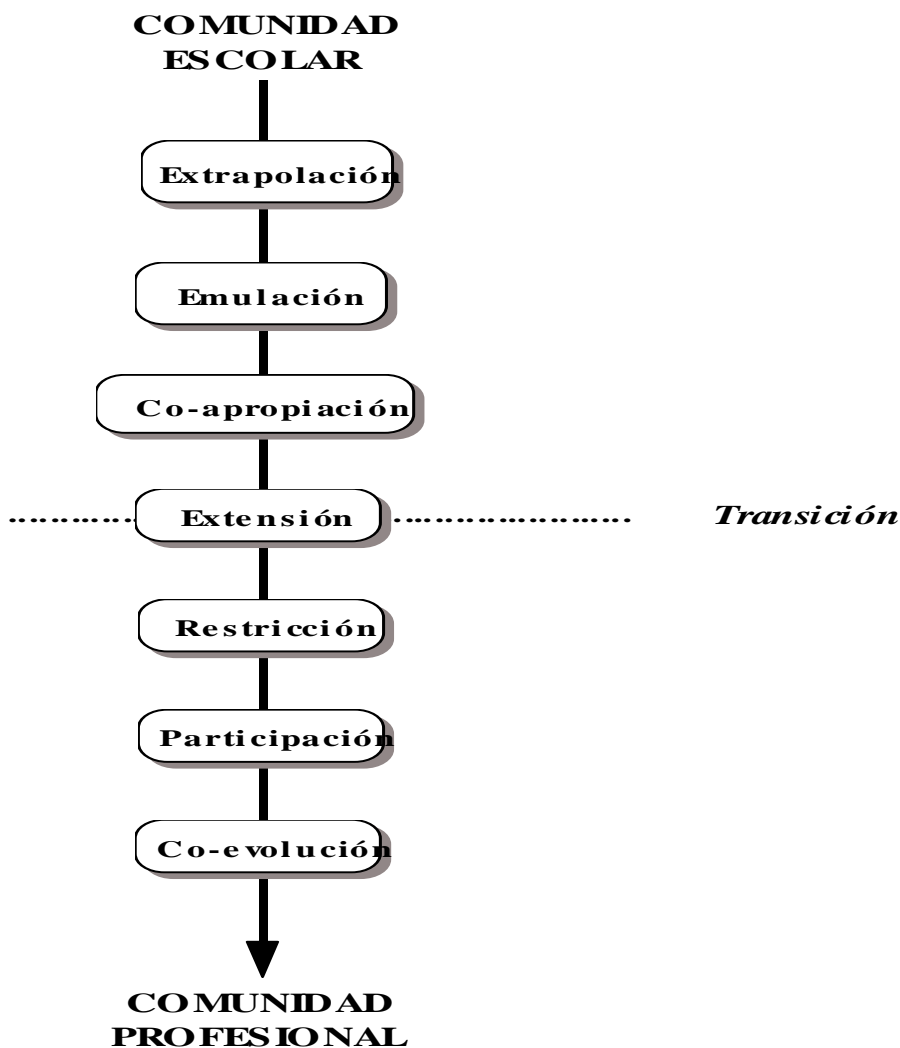 COMUNIDAD
ESCOLAR
Extrapolación
Emulación
Co-apropiación
Extensión
Transición
Restricción
Participación
Co-evolución
COMUNIDAD
PROFESIONAL